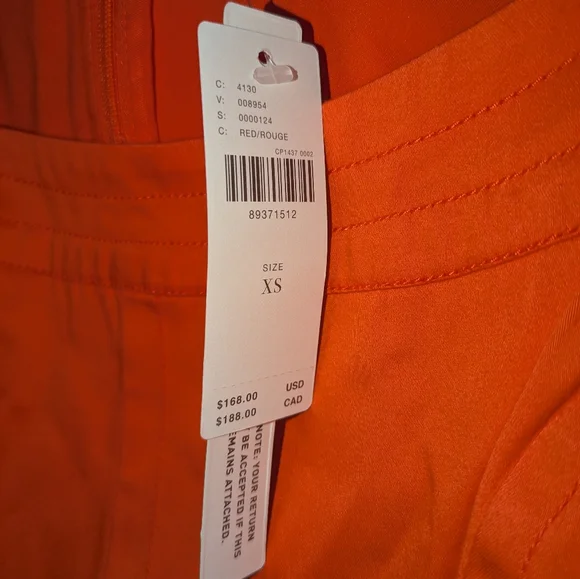 C: 4130
V: 008954
S: 0000124
C: RED/ROUGE
CP1437 0002
89371512
SIZE
XS
$168.00 USD
$188.00 CAD
NOTE: YOUR RETURN
BE ACCEPTED IF THIS
EMAINS ATTACHED.